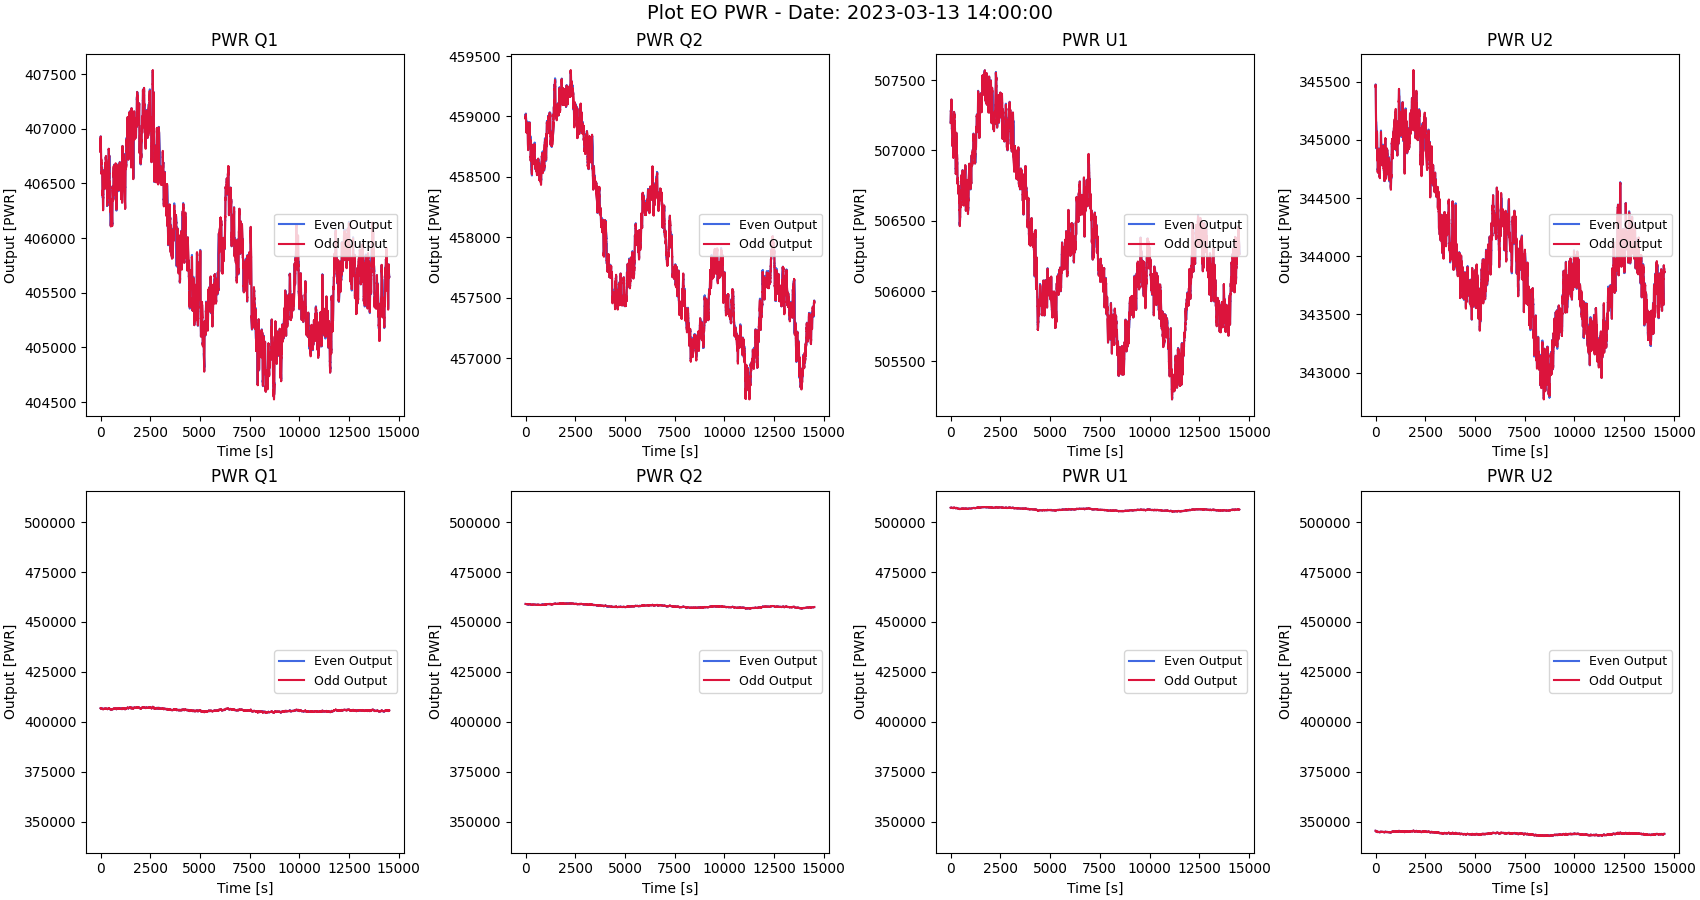 Plot EO PWR - Date: 2023-03-13 14:00:00
PWR Q1
PWR Q2
PWR U1
PWR U2
Output [PWR]
407500
407000
406500
406000
405500
405000
404500
Even Output
Odd Output
0 2500 5000 7500 10000 12500 15000
Time [s]
Output [PWR]
459500
459000
458500
458000
457500
457000
Even Output
Odd Output
0 2500 5000 7500 10000 12500 15000
Time [s]
Output [PWR]
507500
507000
506500
506000
505500
Even Output
Odd Output
0 2500 5000 7500 10000 12500 15000
Time [s]
Output [PWR]
345500
345000
344500
344000
343500
343000
Even Output
Odd Output
0 2500 5000 7500 10000 12500 15000
Time [s]
PWR Q1
PWR Q2
PWR U1
PWR U2
Output [PWR]
500000
475000
450000
425000
400000
375000
350000
Even Output
Odd Output
0 2500 5000 7500 10000 12500 15000
Time [s]
Output [PWR]
500000
475000
450000
425000
400000
375000
350000
Even Output
Odd Output
0 2500 5000 7500 10000 12500 15000
Time [s]
Output [PWR]
500000
475000
450000
425000
400000
375000
350000
Even Output
Odd Output
0 2500 5000 7500 10000 12500 15000
Time [s]
Output [PWR]
500000
475000
450000
425000
400000
375000
350000
Even Output
Odd Output
0 2500 5000 7500 10000 12500 15000
Time [s]